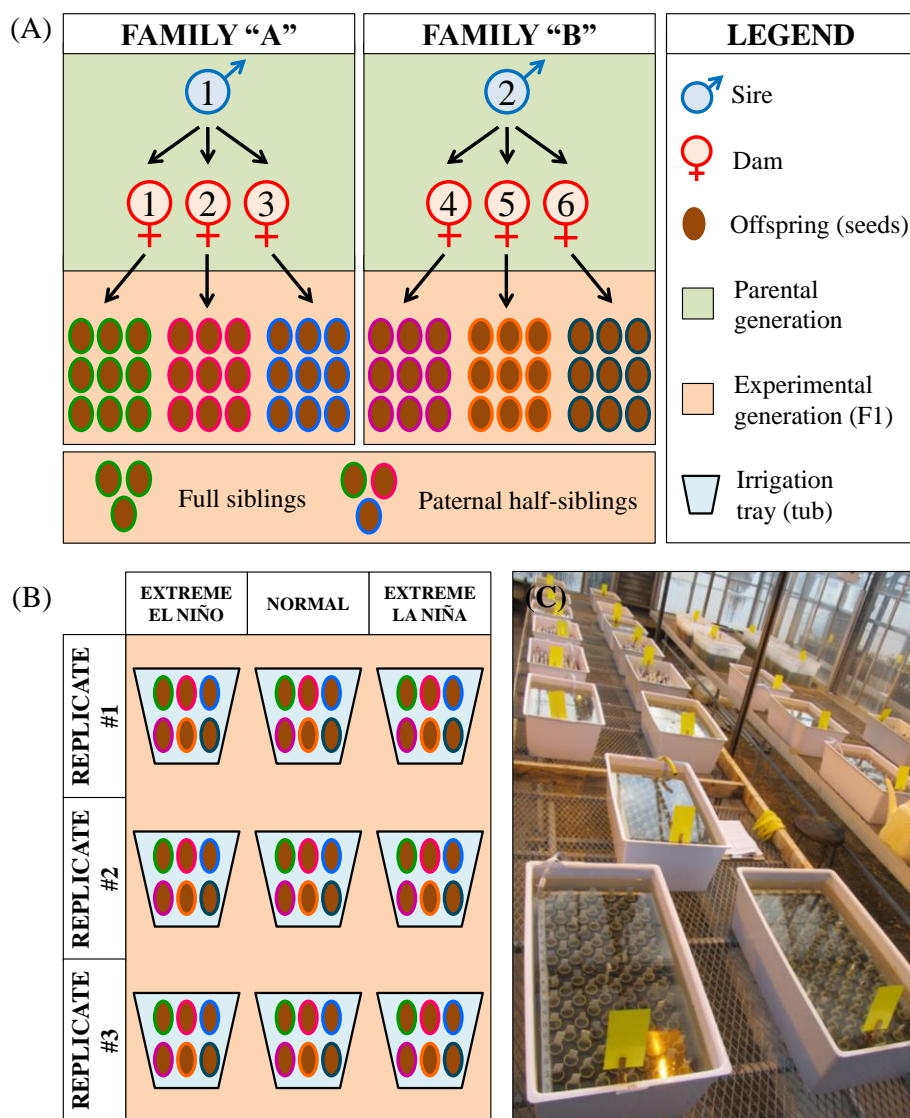 (A)
FAMILY “A”
FAMILY “B”
LEGEND
1
2
Sire
1
2
3
4
5
6
Dam
Offspring (seeds)
Parental
generation
Experimental
generation (F1)
Full siblings
Paternal half-siblings
Irrigation
tray (tub)
(B)
EXTREME
EL NIÑO
NORMAL
EXTREME
LA NIÑA
(C)
REPLICATE
#1
REPLICATE
#2
REPLICATE
#3